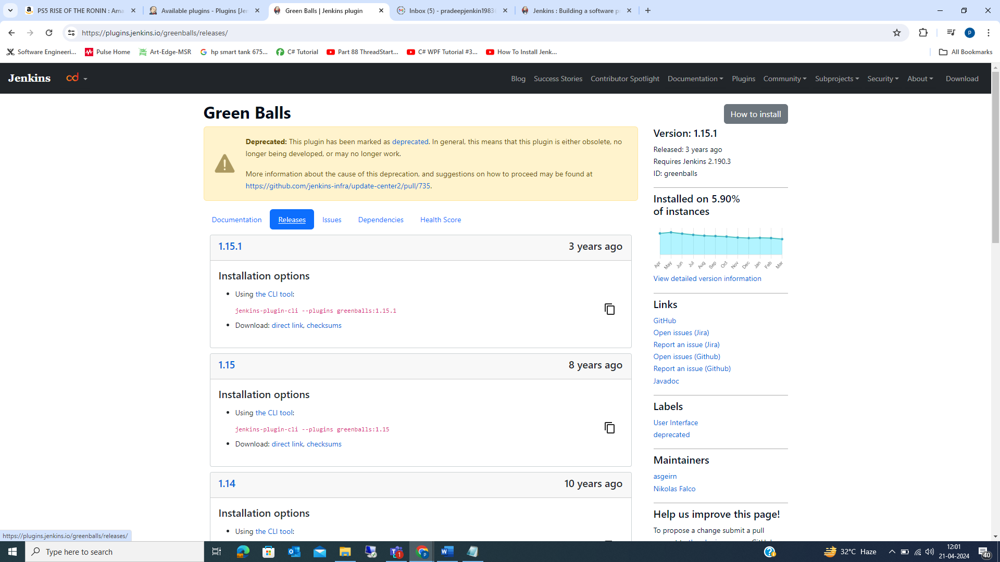 PS5 RISE OF THE RONIN : Ama
Available plugins - Plugins [Jen
Green Balls | Jenkins plugin
Inbox (5) - pradeepjenkin1983
Jenkins : Building a software p
https://plugins.jenkins.io/greenballs/releases/
P
Software Engineeri...
Pulse Home
Art-Edge-MSR
hp smart tank 675...
C# Tutorial
Part 88 ThreadStart...
C# WPF Tutorial #3...
How To Install Jenk...
All Bookmarks
Jenkins
cd
Blog
Success Stories
Contributor Spotlight
Documentation
Plugins
Community
Subprojects
Security
About
Download
Green Balls
Deprecated: This plugin has been marked as deprecated. In general, this means that this plugin is either obsolete, no
longer being developed, or may no longer work.
More information about the cause of this deprecation, and suggestions on how to proceed may be found at
https://github.com/jenkins-infra/update-center2/pull/735.
Documentation
Releases
Issues
Dependencies
Health Score
1.15.1
3 years ago
Installation options
Using the CLI tool:
jenkins-plugin-cli --plugins greenballs:1.15.1
Download: direct link, checksums
1.15
8 years ago
Installation options
Using the CLI tool:
jenkins-plugin-cli --plugins greenballs:1.15
Download: direct link, checksums
1.14
10 years ago
Installation options
Using the CLI tool:
How to install
Version: 1.15.1
Released: 3 years ago
Requires Jenkins 2.190.3
ID: greenballs
Installed on 5.90%
of instances
Apr
May
Jun
Jul
Aug
Sep
Oct
Nov
Dec
Jan
Feb
Mar
View detailed version information
Links
GitHub
Open issues (Jira)
Report an issue (Jira)
Open issues (Github)
Report an issue (Github)
Javadoc
Labels
User Interface
deprecated
Maintainers
asgeirn
Nikolas Falco
Help us improve this page!
To propose a change submit a pull
https://plugins.jenkins.io/greenballs/releases/
Type here to search
1
32°C Haze
12:01
21-04-2024
40